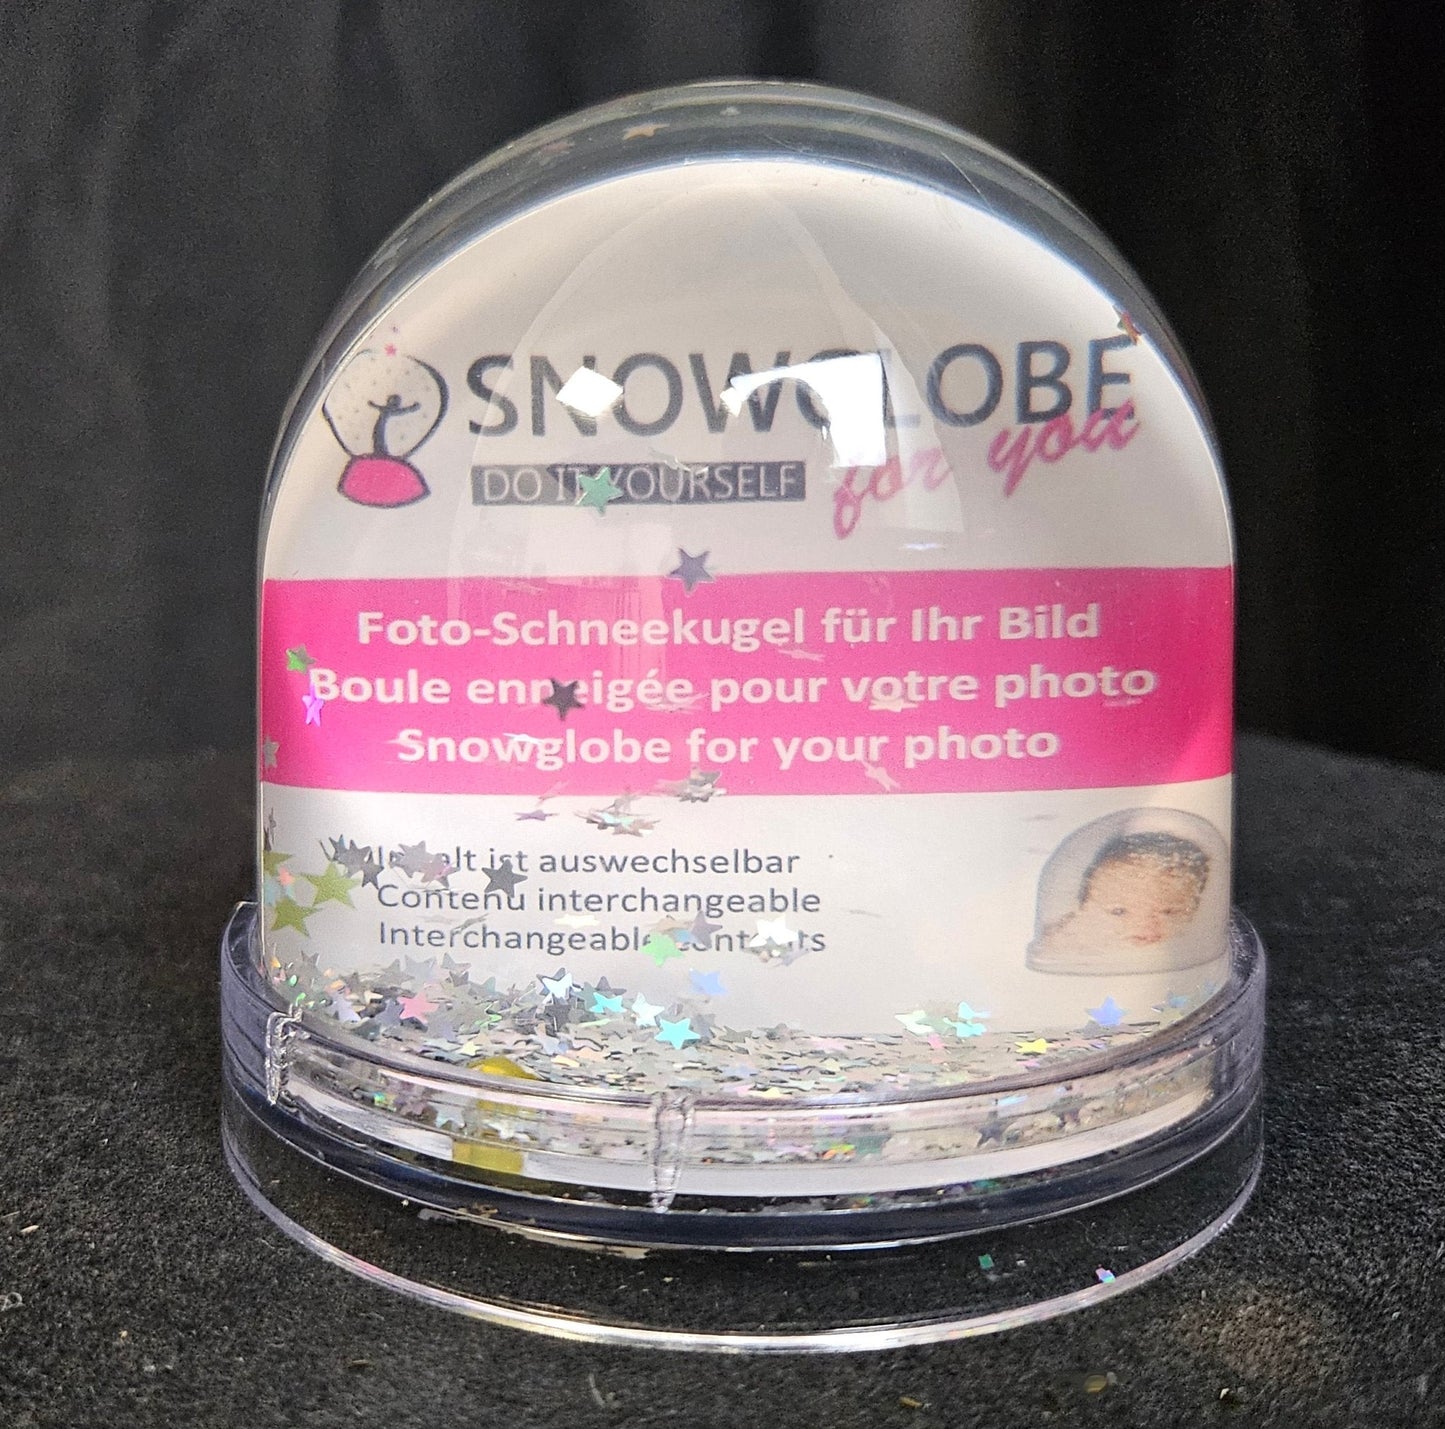 SNOWGLOBE
for you
DO IT YOURSELF
Foto-Schneekugel für Ihr Bild
Boule enneigée pour votre photo
Snowglobe for your photo
ist auswechselbar
Contenu interchangeable
Interchangeable contents